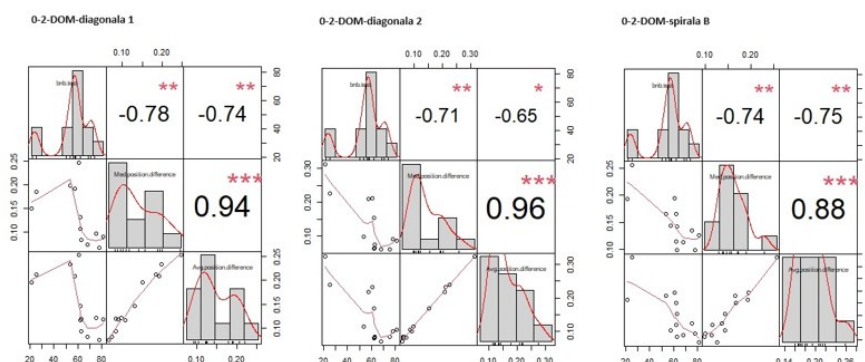 0-2-DOM-diagonala 1
0-2-DOM-diagonala 2
0-2-DOM-spirala B
0.10 0.20
0.10 0.20 0.30
0.10 0.20
** **
-0.78 -0.74
20 40 60 80
** *
-0.71 -0.65
20 40 60 80
** **
-0.74 -0.75
20 40 60 80
0.10 0.15 0.20 0.25
Med.position.difference
***
0.94
0.10 0.20 0.30
Med.position.difference
***
0.96
0.10 0.15 0.20 0.25
Med.position.difference
***
0.88
Avg.position.difference
0.10 0.15 0.20 0.25
Avg.position.difference
0.10 0.20 0.30
Avg.position.difference
20 40 60 80
0.10 0.20
20 40 60 80
0.10 0.20 0.30
20 40 60 80
0.14 0.20 0.26